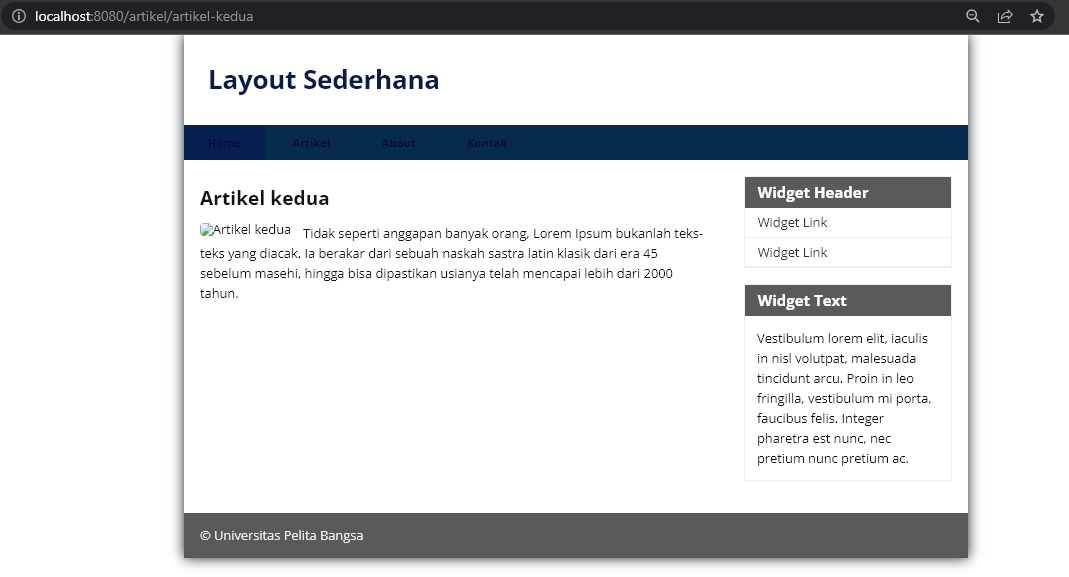 localhost:8080/artikel/artikel-kedua
Layout Sederhana
Home Artikel About Kontak
Artikel kedua
Artikel kedua Tidak seperti anggapan banyak orang, Lorem Ipsum bukanlah teks-
teks yang diacak. Ia berakar dari sebuah naskah sastra latin klasik dari era 45
sebelum masehi, hingga bisa dipastikan usianya telah mencapai lebih dari 2000
tahun.
Widget Header
Widget Link
Widget Link
Widget Text
Vestibulum lorem elit, iaculis
in nisl volutpat, malesuada
tincidunt arcu. Proin in leo
fringilla, vestibulum mi porta,
faucibus felis. Integer
pharetra est nunc, nec
pretium nunc pretium ac.
© Universitas Pelita Bangsa